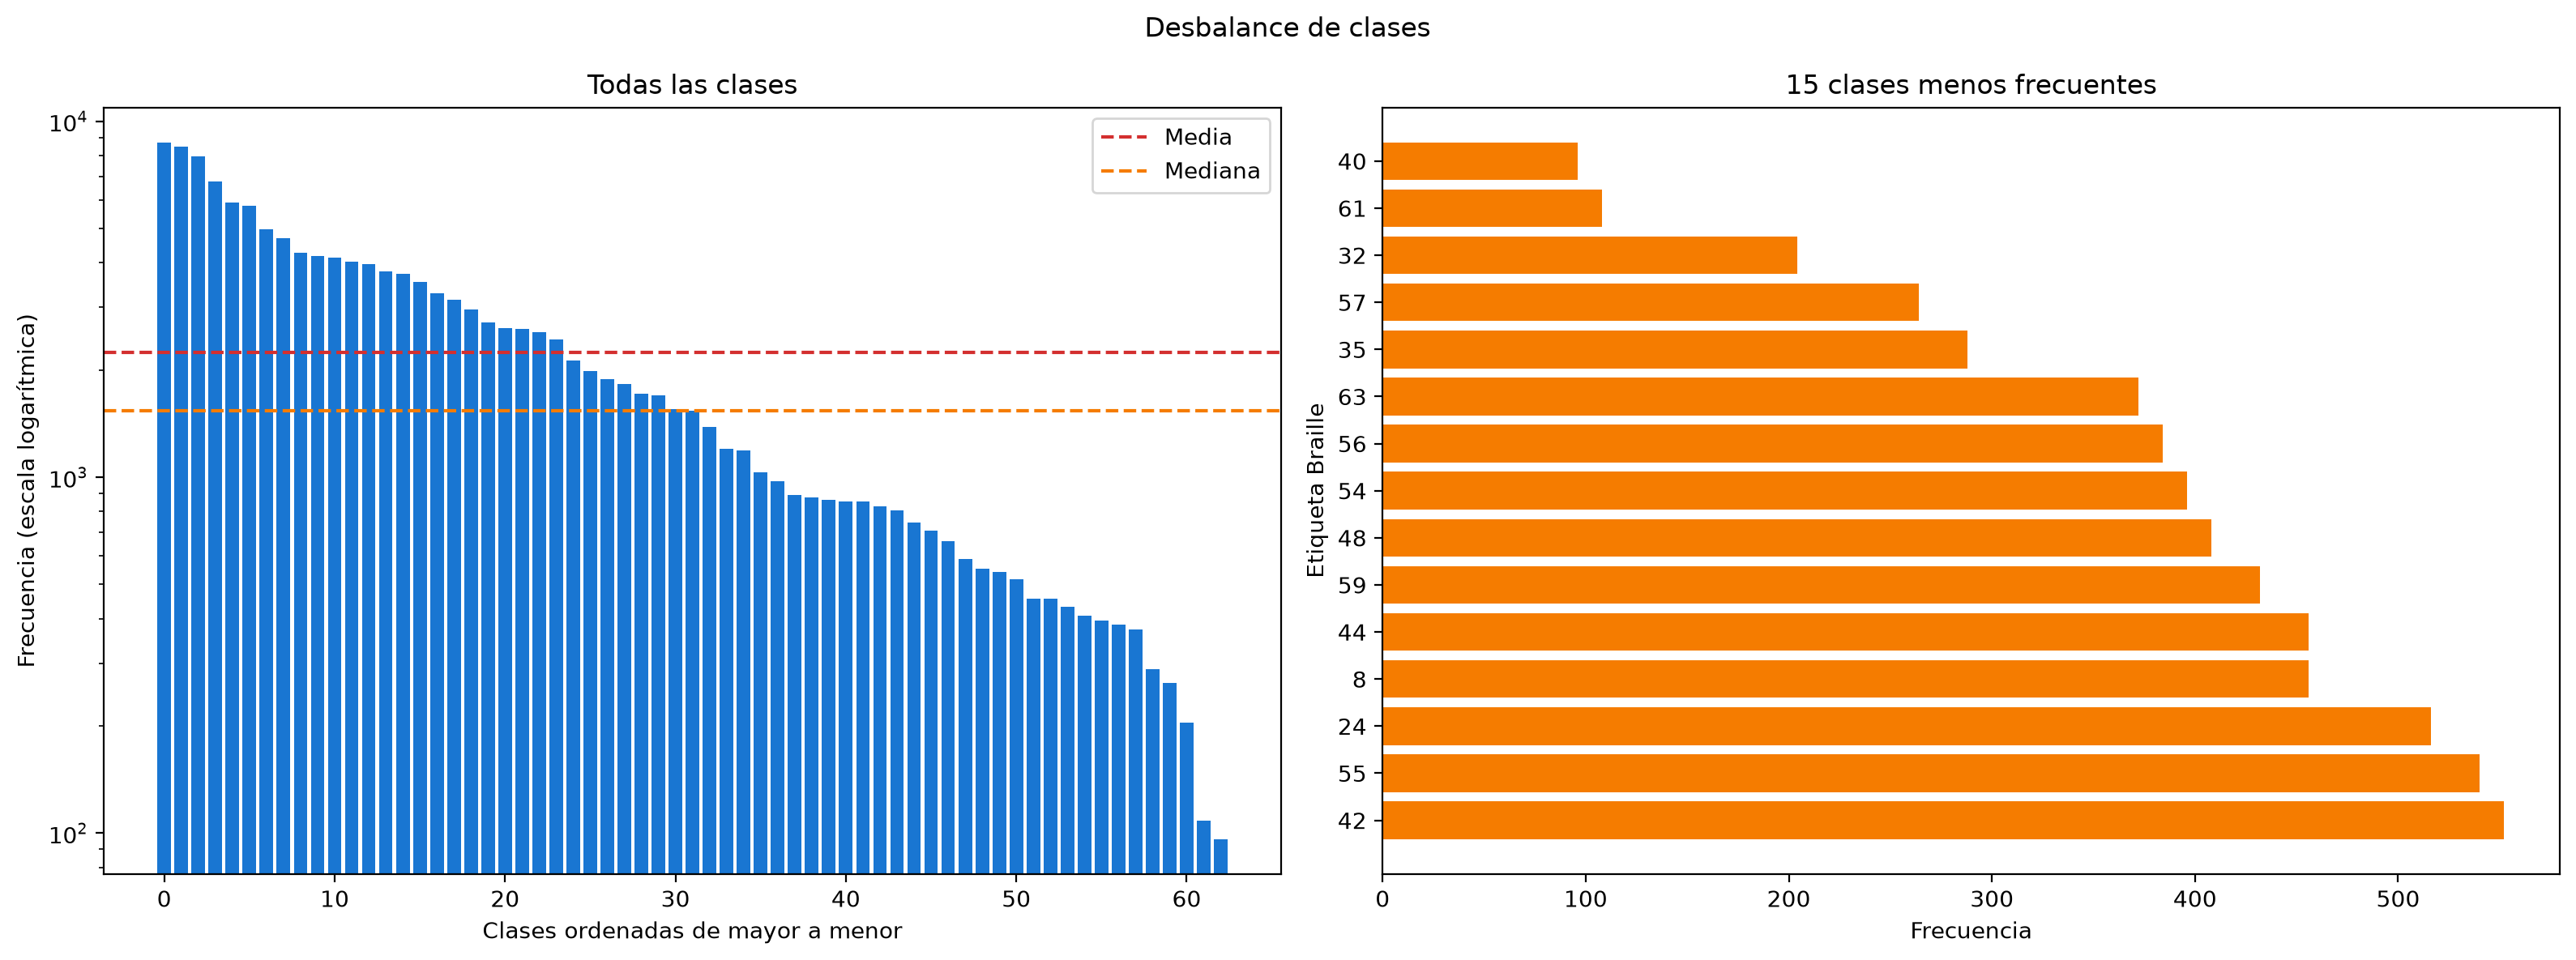 Desbalance de clases
Todas las clases
10^4
10^3
10^2
Frecuencia (escala logarítmica)
Media
Mediana
0 10 20 30 40 50 60
Clases ordenadas de mayor a menor
15 clases menos frecuentes
Etiqueta Braille
40
61
32
57
35
63
56
54
48
59
44
8
24
55
42
0 100 200 300 400 500
Frecuencia